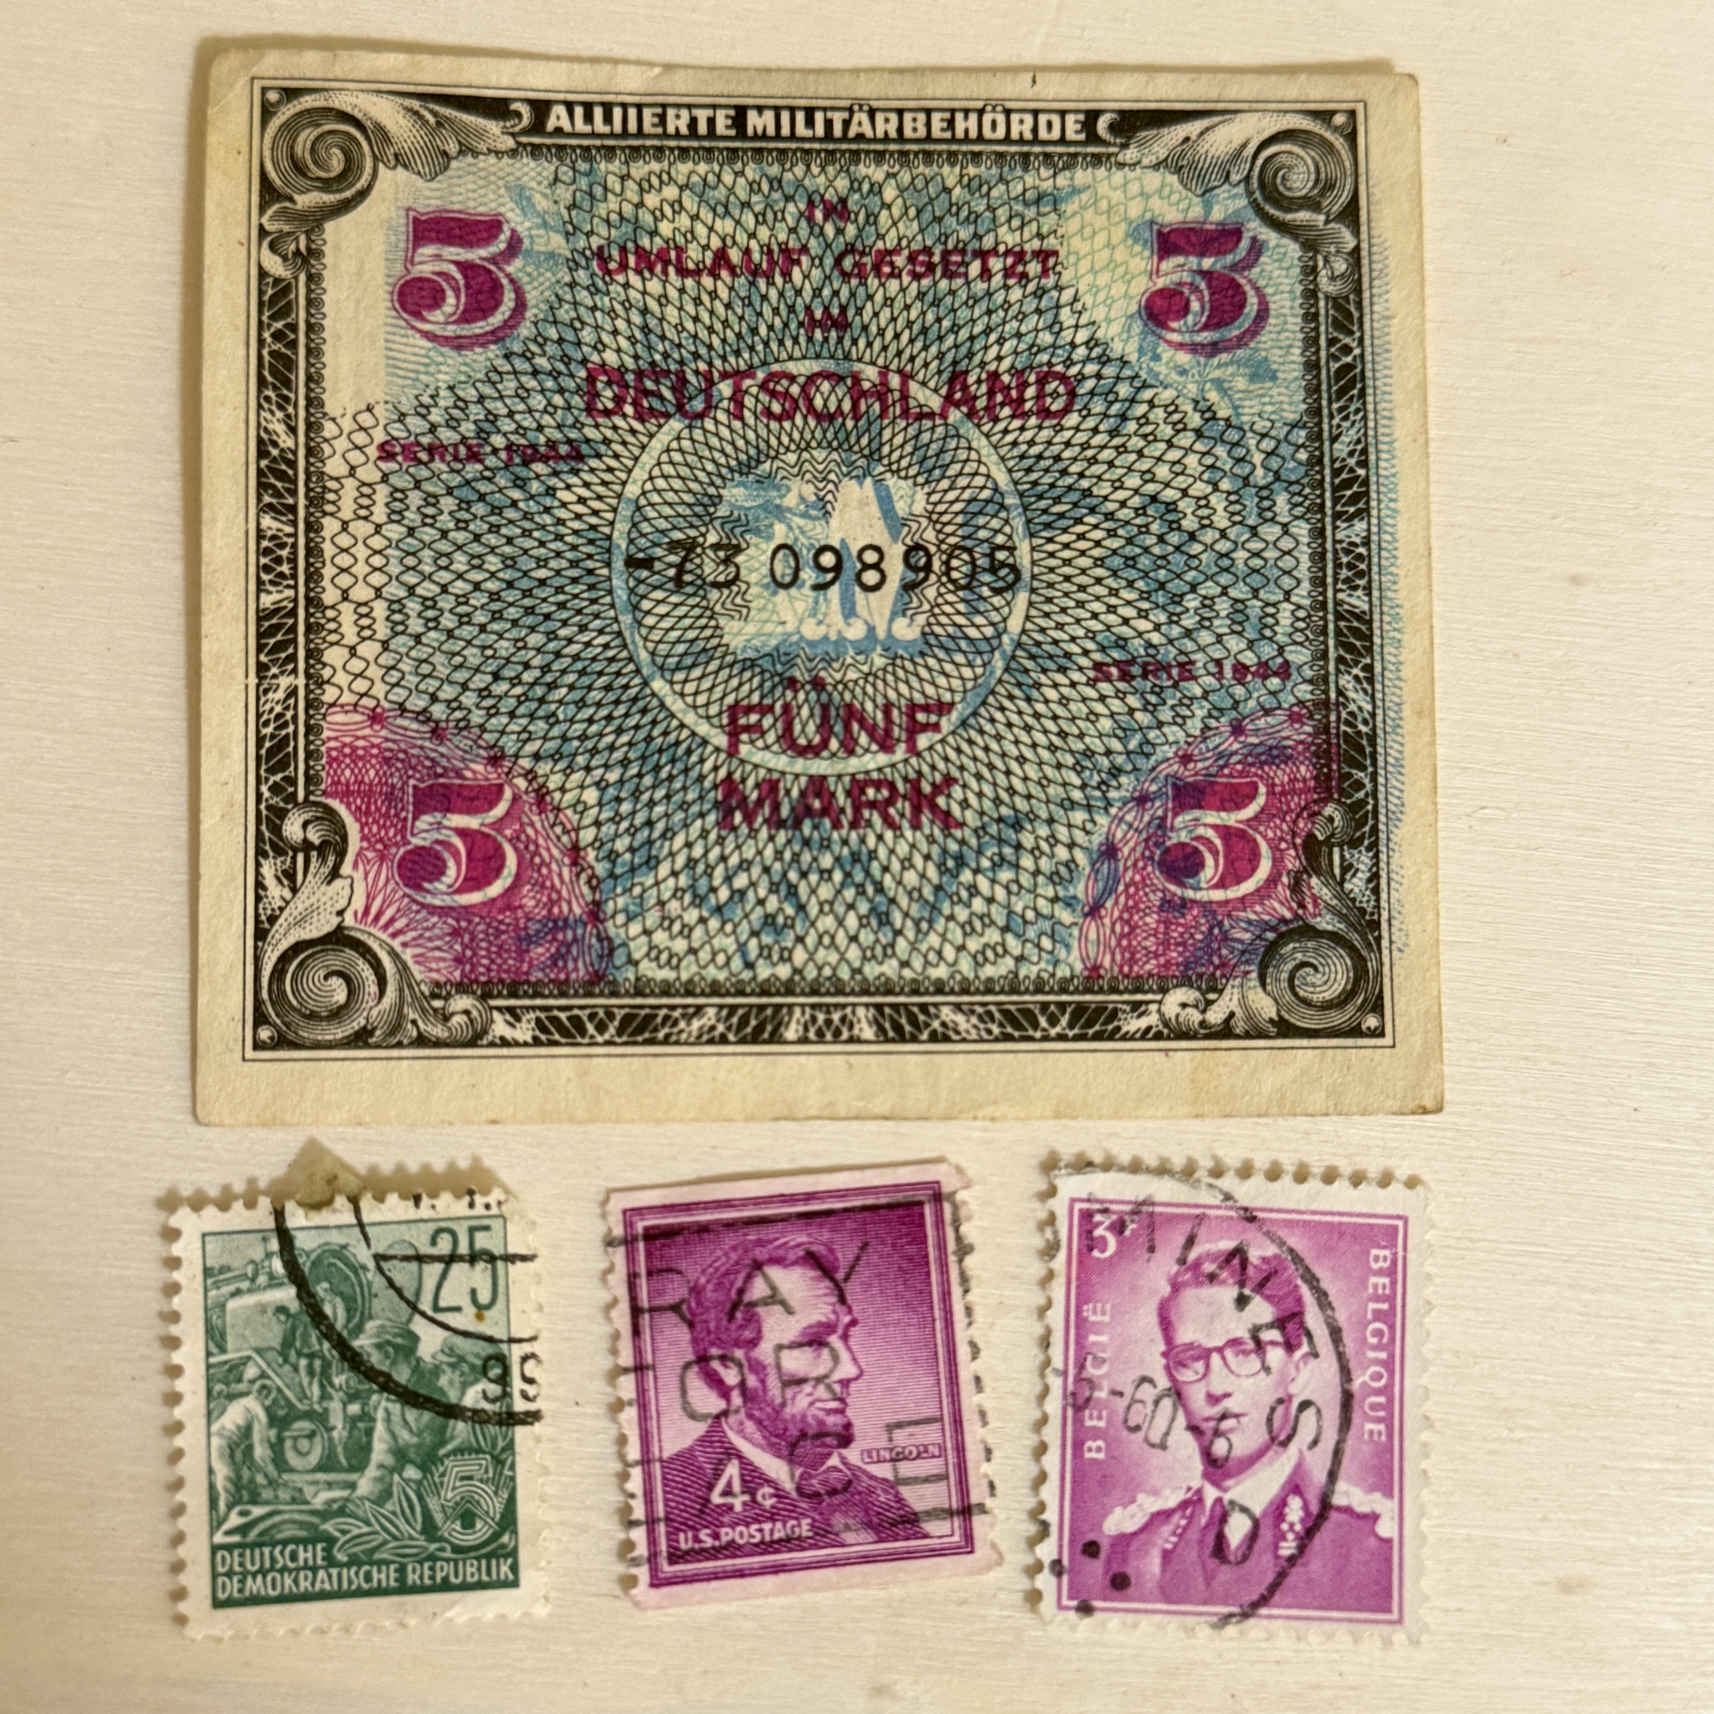 ALLIIERTE MILITÄRBEHÖRDE
5 5
IN
UMLAUF GESETZT
IN
DEUTSCHLAND
SERIE 1944
-73 098905
SERIE 1944
FÜNF
MARK
5 5
25
5
DEUTSCHE
DEMOKRATISCHE REPUBLIK
LINCOLN
4¢
U.S. POSTAGE
3F
BELGIË
BELGIQUE